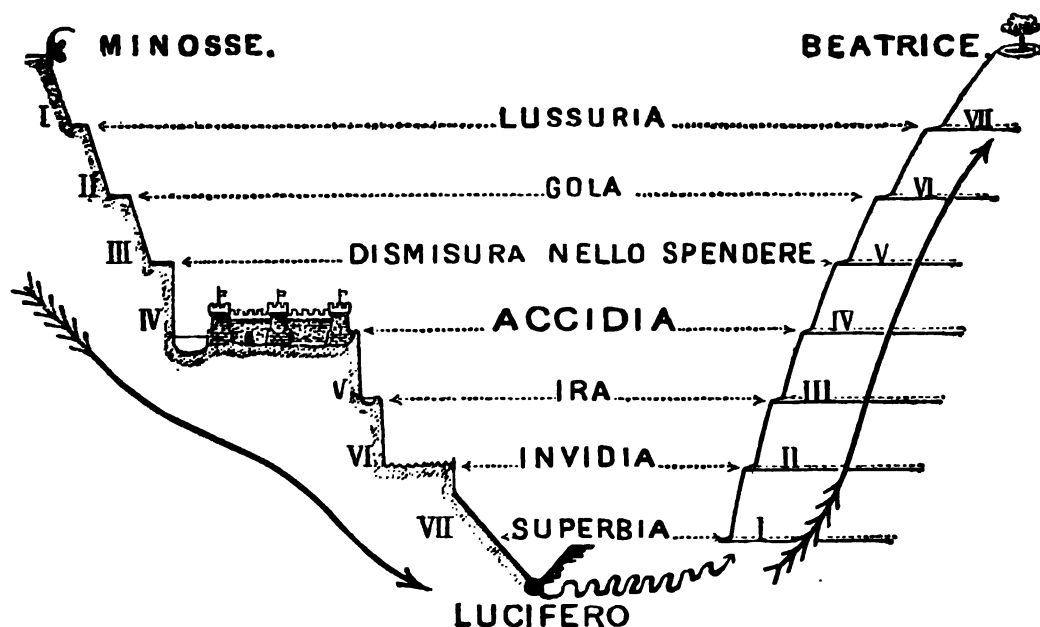 MINOSSE. BEATRICE.
I LUSSURIA VII
II GOLA VI
III DISMISURA NELLO SPENDERE V
IV ACCIDIA IV
V IRA III
VI INVIDIA II
VII SUPERBIA I
LUCIFERO